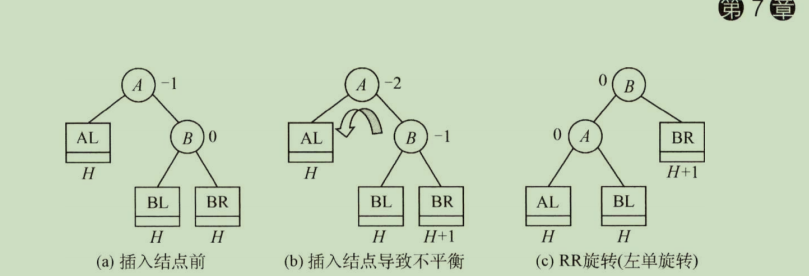 第7章
A -1
AL
H
B 0
BL
BR
H
H
(a) 插入结点前
A -2
AL
H
B -1
BL
BR
H
H+1
(b) 插入结点导致不平衡
0 B
0 A
BR
H+1
AL
BL
H
H
(c) RR旋转(左单旋转)